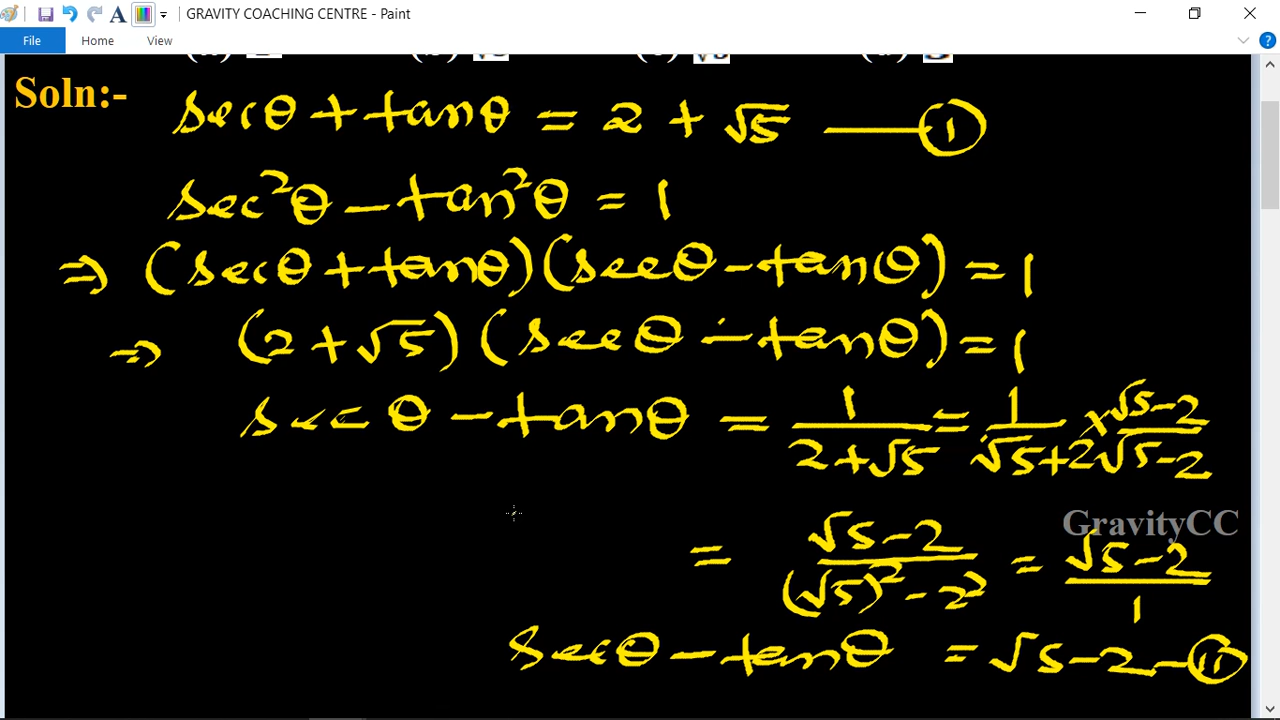 GRAVITY COACHING CENTRE - Paint
File Home View
Soln:- secθ + tanθ = 2 + √5 —— ①
sec²θ - tan²θ = 1
⇒ (secθ + tanθ)(secθ - tanθ) = 1
⇒ (2 + √5)(secθ - tanθ) = 1
secθ - tanθ = 1/(2+√5) = 1/(√5+2) × (√5-2)/(√5-2)
GravityCC
= (√5-2)/((√5)² - 2²) = (√5-2)/1
secθ - tanθ = √5-2 - ⑪